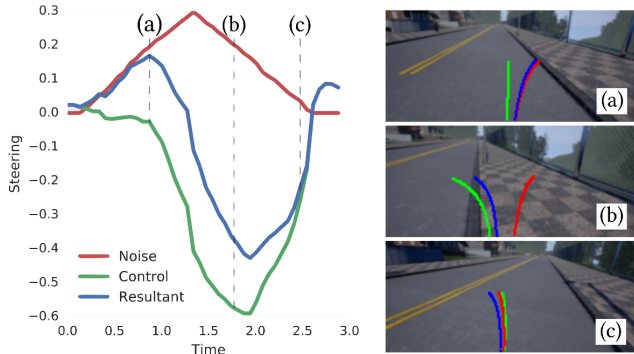 (a) (b) (c)
0.3
0.2
0.1
0.0
−0.1
−0.2
−0.3
−0.4
−0.5
−0.6
Steering
Noise
Control
Resultant
0.0 0.5 1.0 1.5 2.0 2.5 3.0
Time
(a)
(b)
(c)